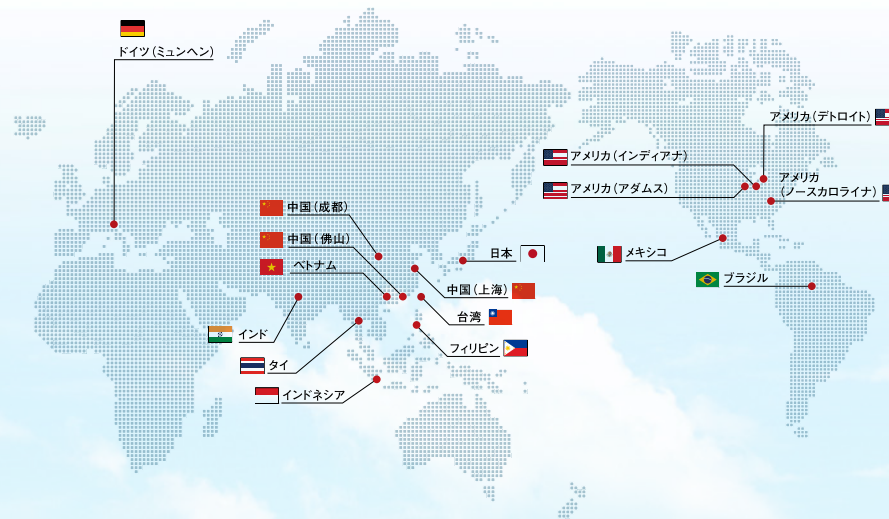 ドイツ（ミュンヘン）
アメリカ（デトロイト）
アメリカ（インディアナ）
アメリカ（アダムス）
アメリカ
（ノースカロライナ）
中国（成都）
中国（佛山）
ベトナム
日本
メキシコ
ブラジル
中国（上海）
台湾
インド
フィリピン
タイ
インドネシア